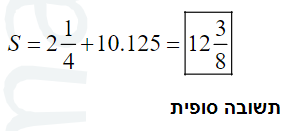 S = 2 1/4 + 10.125 = 12 3/8
תשובה סופית